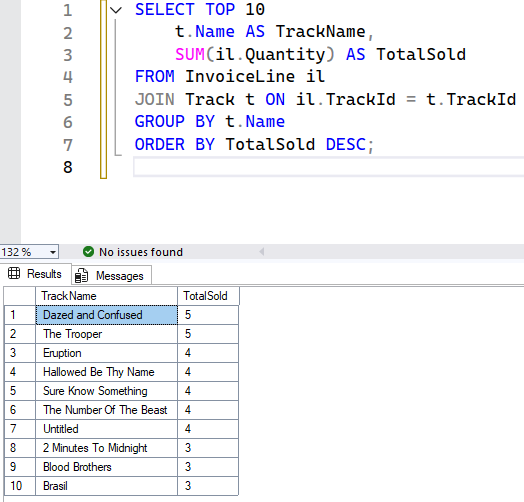 1 SELECT TOP 10
2 t.Name AS TrackName,
3 SUM(il.Quantity) AS TotalSold
4 FROM InvoiceLine il
5 JOIN Track t ON il.TrackId = t.TrackId
6 GROUP BY t.Name
7 ORDER BY TotalSold DESC;
8
132 % No issues found
Results Messages
TrackName TotalSold
1 Dazed and Confused 5
2 The Trooper 5
3 Eruption 4
4 Hallowed Be Thy Name 4
5 Sure Know Something 4
6 The Number Of The Beast 4
7 Untitled 4
8 2 Minutes To Midnight 3
9 Blood Brothers 3
10 Brasil 3